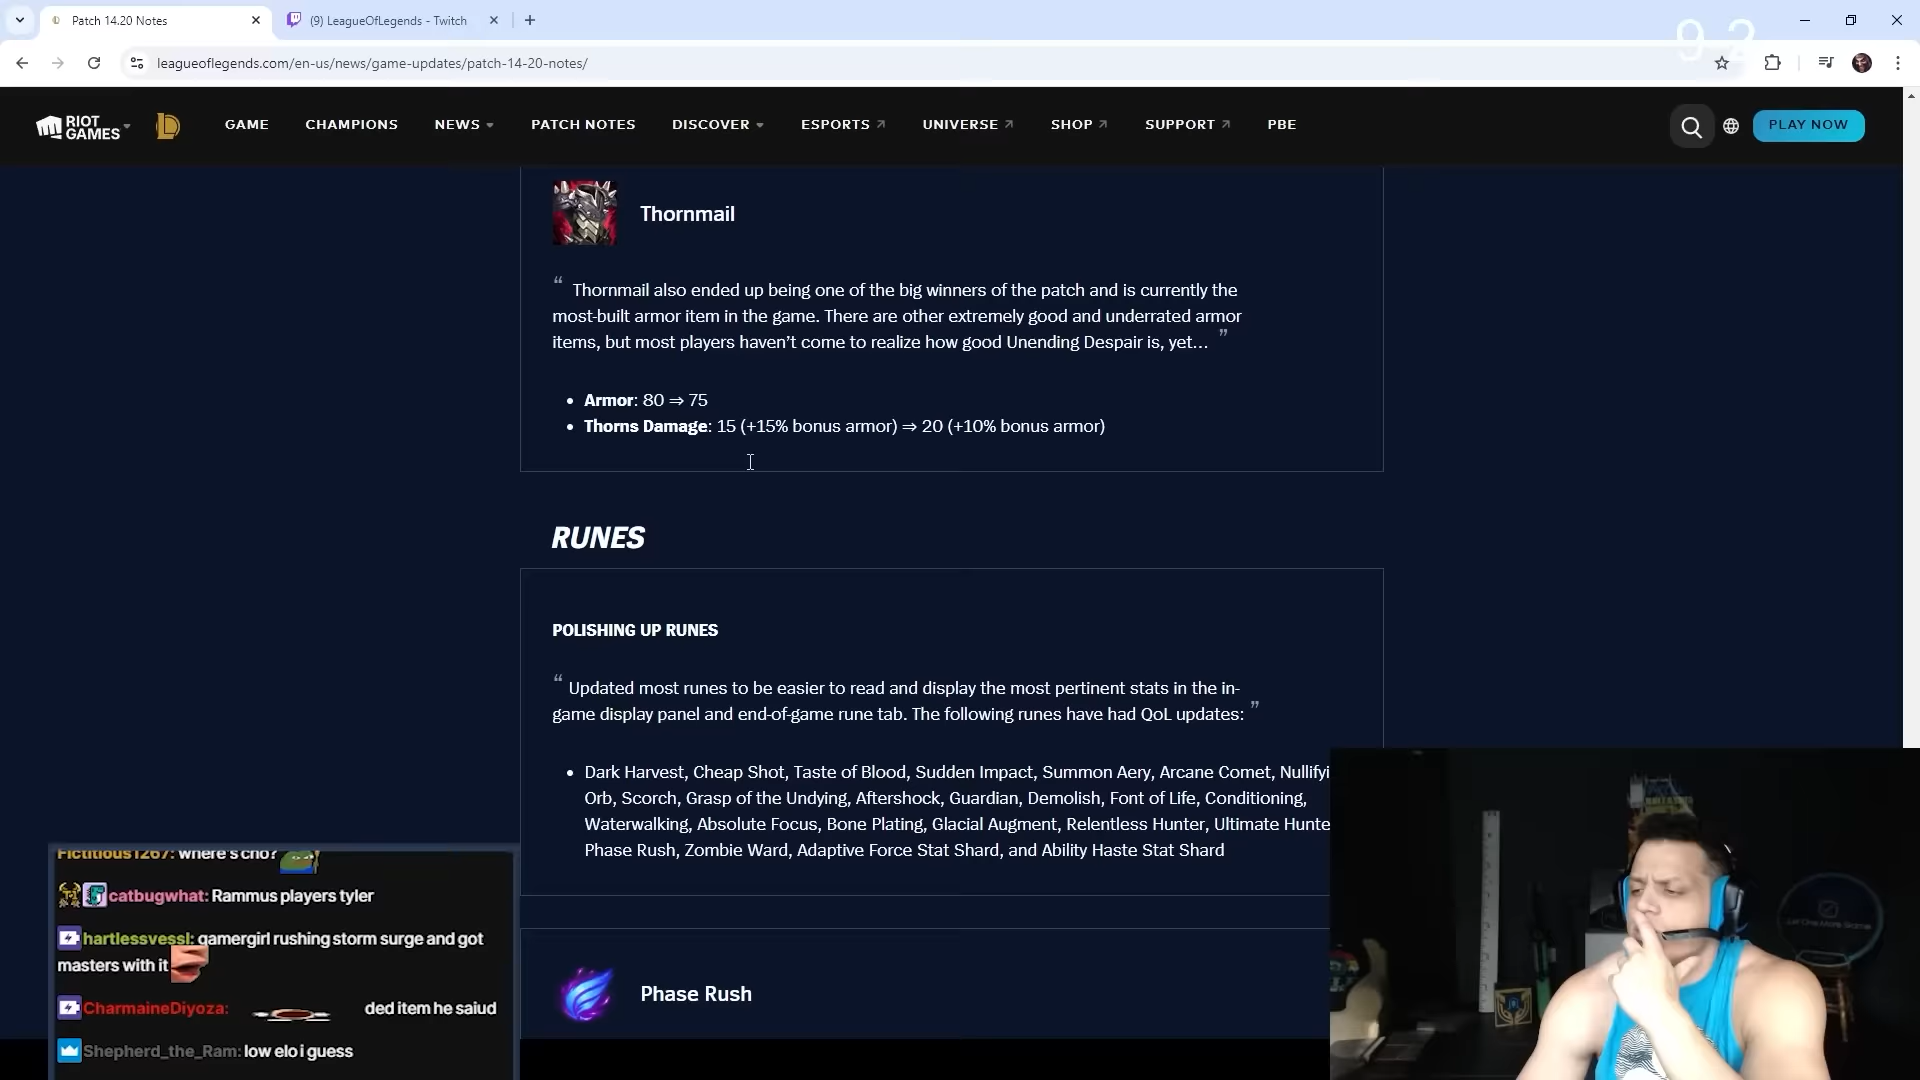 Patch 14.20 Notes
(9) LeagueOfLegends - Twitch
9 2
leagueoflegends.com/en-us/news/game-updates/patch-14-20-notes/
RIOT GAMES
GAME
CHAMPIONS
NEWS
PATCH NOTES
DISCOVER
ESPORTS
UNIVERSE
SHOP
SUPPORT
PBE
PLAY NOW
Thornmail
“ Thornmail also ended up being one of the big winners of the patch and is currently the
most-built armor item in the game. There are other extremely good and underrated armor
items, but most players haven’t come to realize how good Unending Despair is, yet… ”
• Armor: 80 ⇒ 75
• Thorns Damage: 15 (+15% bonus armor) ⇒ 20 (+10% bonus armor)
RUNES
POLISHING UP RUNES
“ Updated most runes to be easier to read and display the most pertinent stats in the in-
game display panel and end-of-game rune tab. The following runes have had QoL updates: ”
• Dark Harvest, Cheap Shot, Taste of Blood, Sudden Impact, Summon Aery, Arcane Comet, Nullifyi
Orb, Scorch, Grasp of the Undying, Aftershock, Guardian, Demolish, Font of Life, Conditioning,
Waterwalking, Absolute Focus, Bone Plating, Glacial Augment, Relentless Hunter, Ultimate Hunte
Phase Rush, Zombie Ward, Adaptive Force Stat Shard, and Ability Haste Stat Shard
Phase Rush
Fictitious1267: where's cho?
catbugwhat: Rammus players tyler
hartlessvessl: gamergirl rushing storm surge and got
masters with it
CharmaineDiyoza: ded item he saiud
Shepherd_the_Ram: low elo i guess